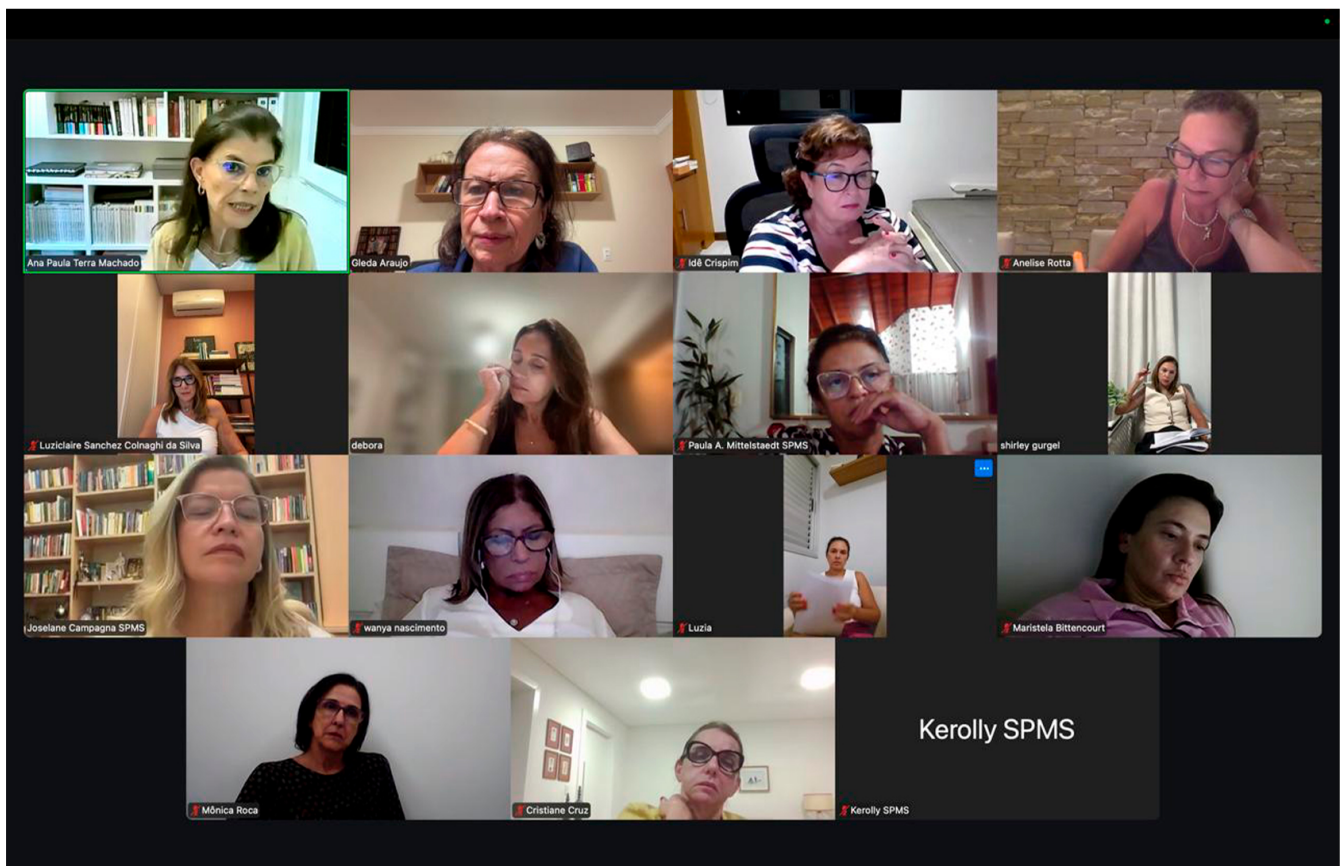 Ana Paula Terra Machado
Gleda Araujo
Idê Crispim
Anelise Rotta
Luziclaire Sanchez Colnaghi da Silva
debora
Paula A. Mittelstaedt SPMS
shirley gurgel
Joselane Campagna SPMS
wanya nascimento
Luzia
Maristela Bittencourt
Mônica Roca
Cristiane Cruz
Kerolly SPMS
Kerolly SPMS